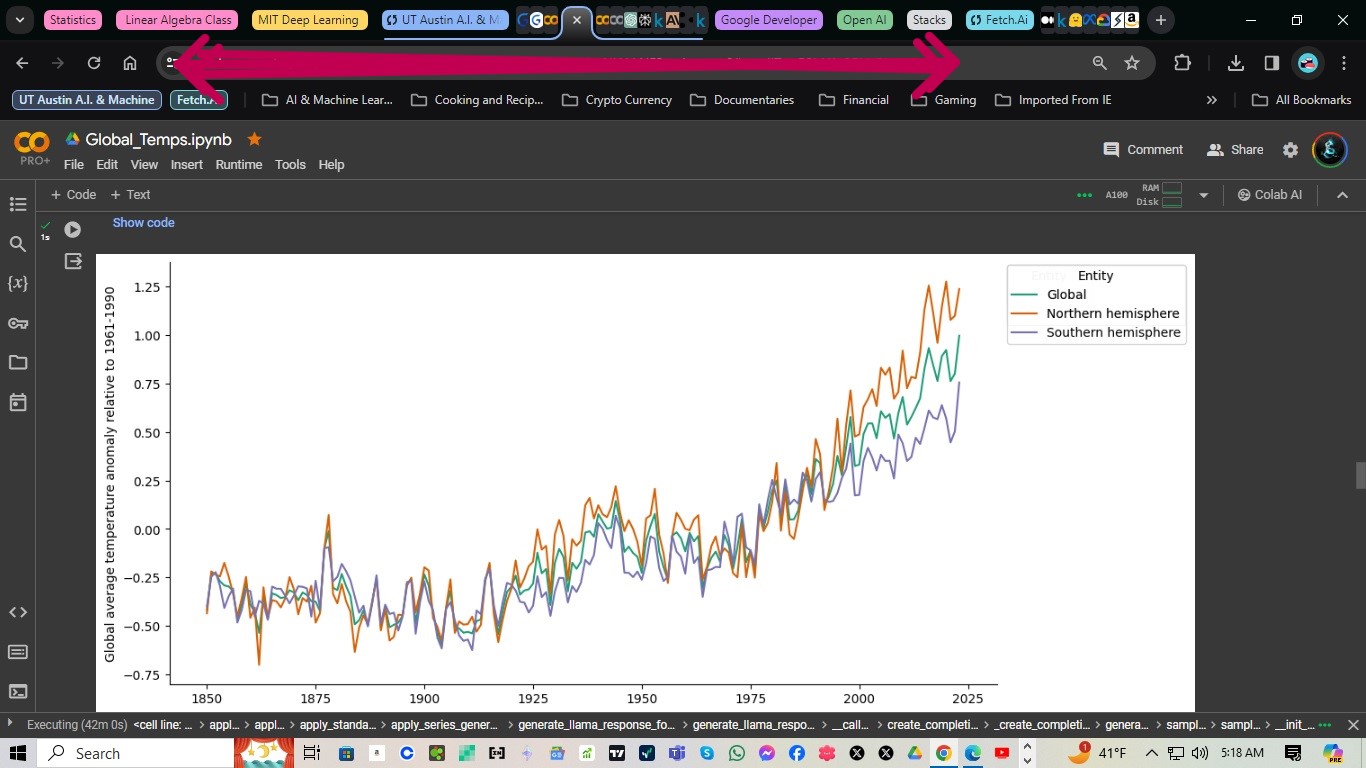 Statistics Linear Algebra Class MIT Deep Learning UT Austin A.I. & M Google Developer Open AI Stacks Fetch.Ai
UT Austin A.I. & Machine Fetch.A AI & Machine Lear... Cooking and Recip... Crypto Currency Documentaries Financial Gaming Imported From IE » All Bookmarks
Global_Temps.ipynb
PRO+
File Edit View Insert Runtime Tools Help
Comment Share
+ Code + Text
A100 RAM
Disk
Colab AI
Show code
1s
{x}
Global average temperature anomaly relative to 1961-1990
1.25
1.00
0.75
0.50
0.25
0.00
−0.25
−0.50
−0.75
1850 1875 1900 1925 1950 1975 2000 2025
Entity
Global
Northern hemisphere
Southern hemisphere
Executing (42m 0s) <cell line: ... > appl... > appl... > apply_standa... > apply_series_gener... > generate_llama_response_fo... > generate_llama_respo... > __call... > create_completi... > _create_completi... > genera... > sampl... > sampl... > __init_...
Search
1 41°F
5:18 AM
PRE